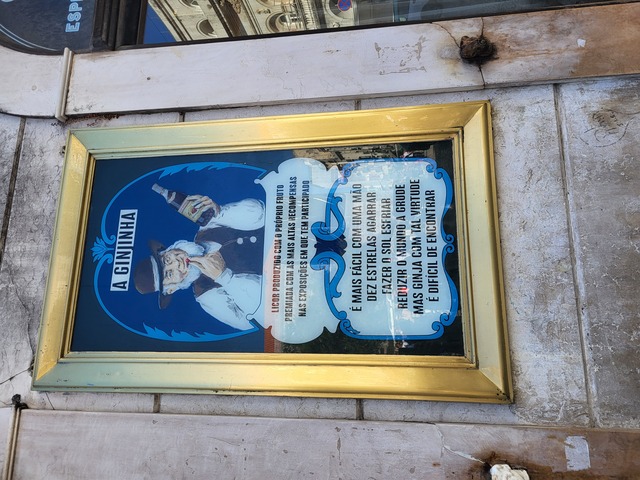 A GINJINHA
ESP
LICOR PRODUZIDO COM O PRÓPRIO FRUTO
PREMIADA COM AS MAIS ALTAS RECOMPENSAS
NAS EXPOSIÇÕES EM QUE TEM PARTICIPADO
É MAIS FÁCIL COM UMA MÃO
DEZ ESTRELAS AGARRAR
FAZER O SOL ESFRIAR
REDUZIR O MUNDO A GRUDE
MAS GINJA COM TAL VIRTUDE
É DIFÍCIL DE ENCONTRAR